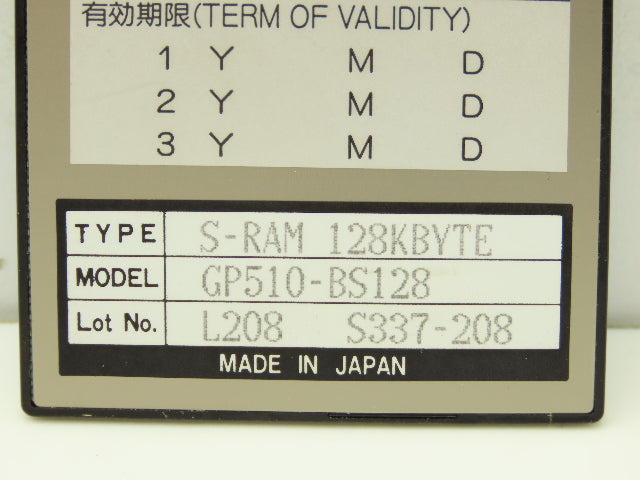 有効期限(TERM OF VALIDITY)
1 Y M D
2 Y M D
3 Y M D
TYPE S-RAM 128KBYTE
MODEL GP510-BS128
Lot No. L208 S337-208
MADE IN JAPAN